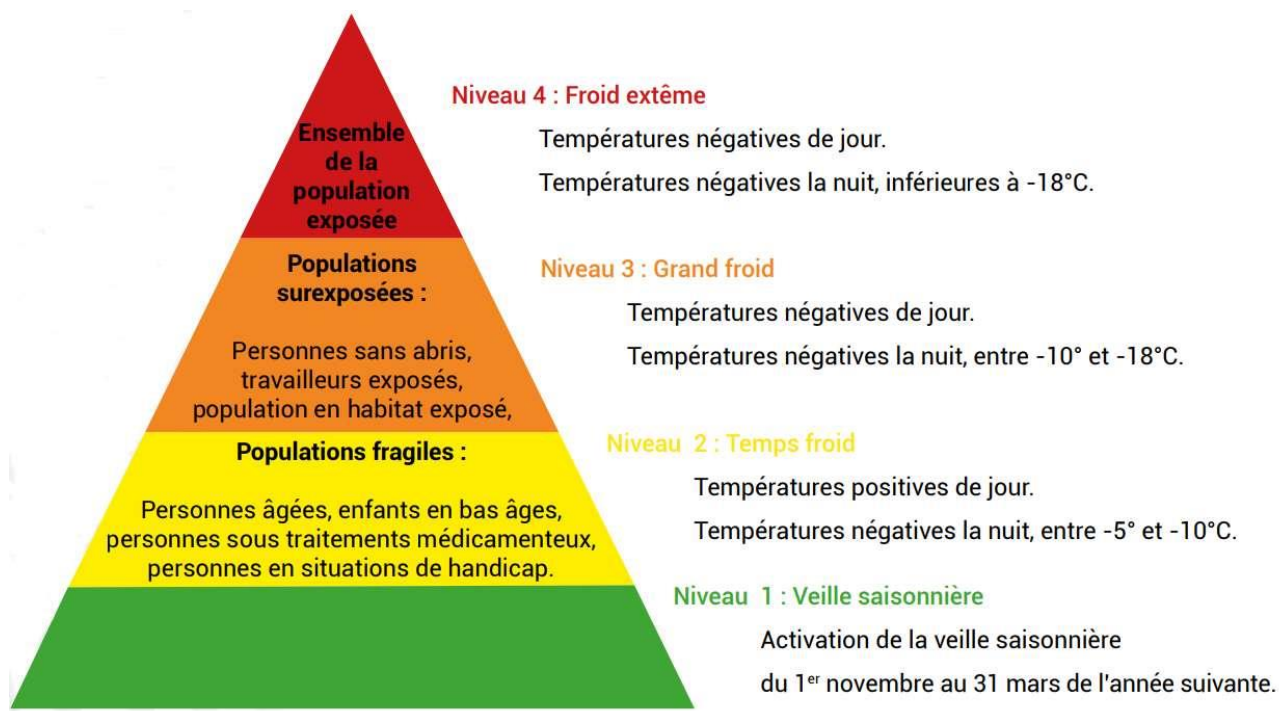 Niveau 4 : Froid extême
Ensemble
de la
population
exposée
Températures négatives de jour.
Températures négatives la nuit, inférieures à -18°C.
Populations
surexposées :
Personnes sans abris,
travailleurs exposés,
population en habitat exposé,
Niveau 3 : Grand froid
Températures négatives de jour.
Températures négatives la nuit, entre -10° et -18°C.
Populations fragiles :
Personnes âgées, enfants en bas âges,
personnes sous traitements médicamenteux,
personnes en situations de handicap.
Niveau 2 : Temps froid
Températures positives de jour.
Températures négatives la nuit, entre -5° et -10°C.
Niveau 1 : Veille saisonnière
Activation de la veille saisonnière
du 1er novembre au 31 mars de l'année suivante.